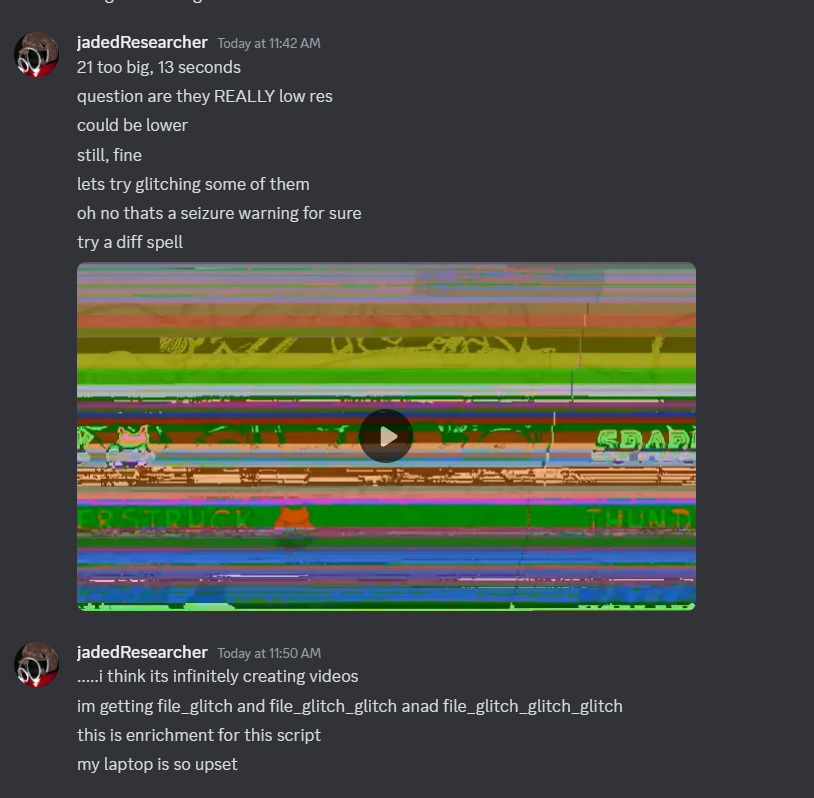 jadedResearcher Today at 11:42 AM
21 too big, 13 seconds
question are they REALLY low res
could be lower
still, fine
lets try glitching some of them
oh no thats a seizure warning for sure
try a diff spell
SBAR
ERSTRUCK THUND
jadedResearcher Today at 11:50 AM
.....i think its infinitely creating videos
im getting file_glitch and file_glitch_glitch anad file_glitch_glitch_glitch
this is enrichment for this script
my laptop is so upset